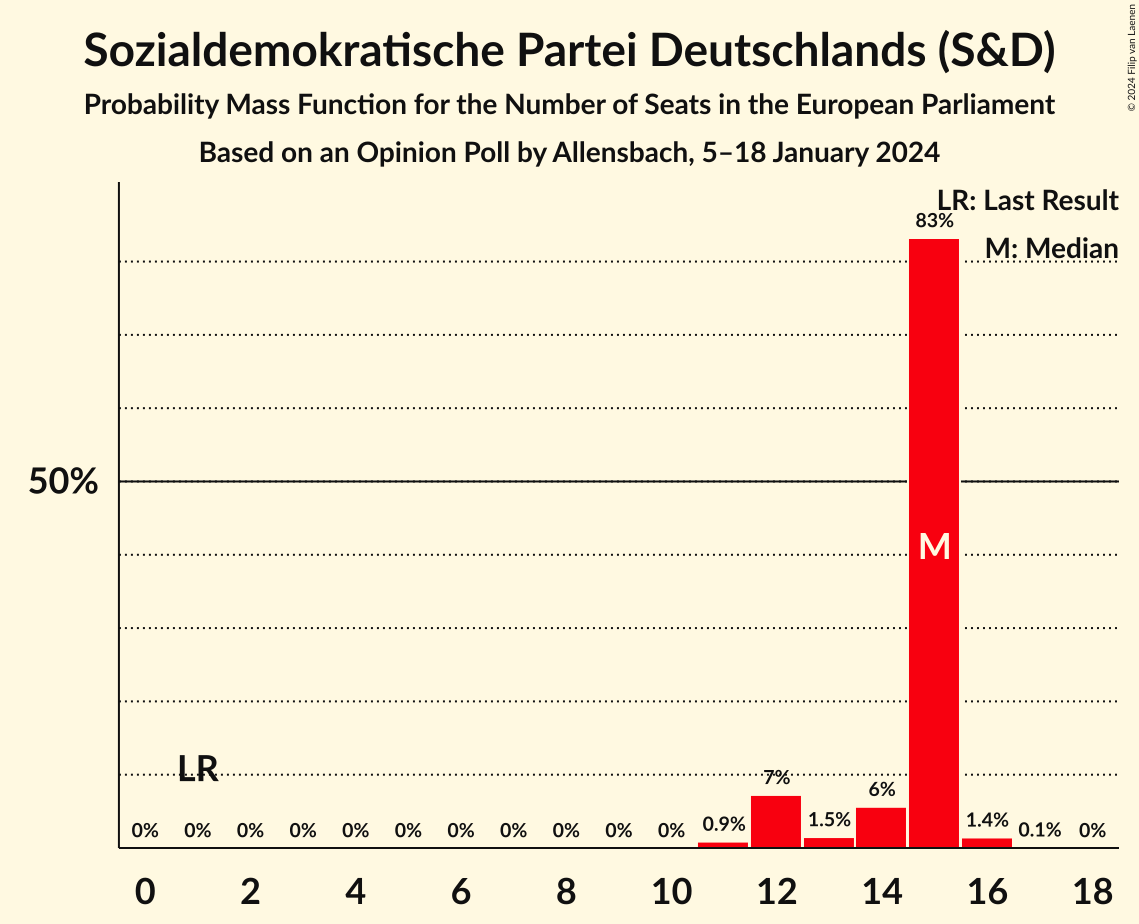 Sozialdemokratische Partei Deutschlands (S&D)
Probability Mass Function for the Number of Seats in the European Parliament
Based on an Opinion Poll by Allensbach, 5–18 January 2024
© 2024 Filip van Laenen
LR: Last Result
83%
M: Median
50%
M
LR
0% 0% 0% 0% 0% 0% 0% 0% 0% 0% 0% 0.9% 7% 1.5% 6% 1.4% 0.1% 0%
0 2 4 6 8 10 12 14 16 18